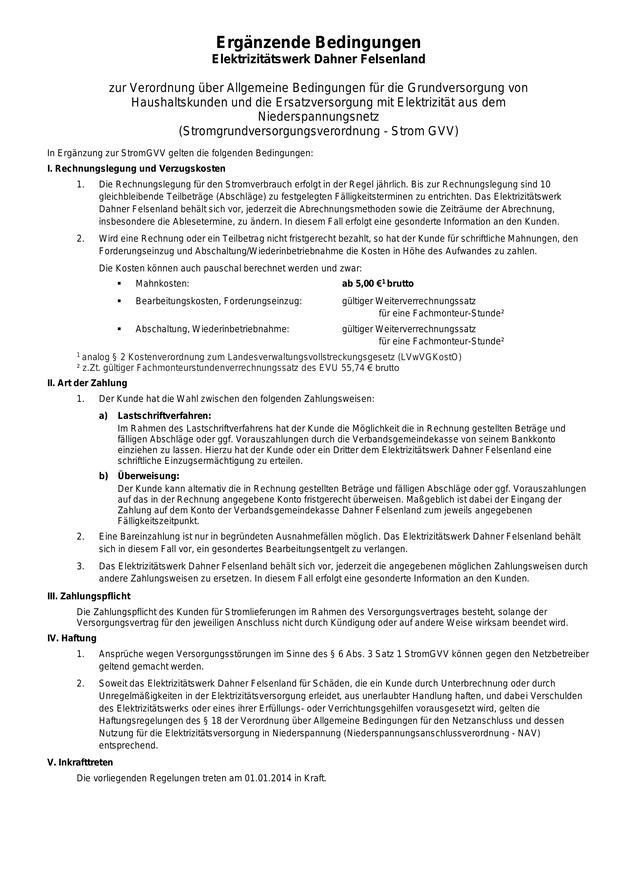 Ergänzende Bedingungen
Elektrizitätswerk Dahner Felsenland
zur Verordnung über Allgemeine Bedingungen für die Grundversorgung von
Haushaltskunden und die Ersatzversorgung mit Elektrizität aus dem
Niederspannungsnetz
(Stromgrundversorgungsverordnung - Strom GVV)
In Ergänzung zur StromGVV gelten die folgenden Bedingungen:
I. Rechnungslegung und Verzugskosten
1. Die Rechnungslegung für den Stromverbrauch erfolgt in der Regel jährlich. Bis zur Rechnungslegung sind 10
gleichbleibende Teilbeträge (Abschläge) zu festgelegten Fälligkeitsterminen zu entrichten. Das Elektrizitätswerk
Dahner Felsenland behält sich vor, jederzeit die Abrechnungsmethoden sowie die Zeiträume der Abrechnung,
insbesondere die Ablesetermine, zu ändern. In diesem Fall erfolgt eine gesonderte Information an den Kunden.
2. Wird eine Rechnung oder ein Teilbetrag nicht fristgerecht bezahlt, so hat der Kunde für schriftliche Mahnungen, den
Forderungseinzug und Abschaltung/Wiederinbetriebnahme die Kosten in Höhe des Aufwandes zu zahlen.
Die Kosten können auch pauschal berechnet werden und zwar:
▪ Mahnkosten: ab 5,00 €¹ brutto
▪ Bearbeitungskosten, Forderungseinzug: gültiger Weiterverrechnungssatz
für eine Fachmonteur-Stunde²
▪ Abschaltung, Wiederinbetriebnahme: gültiger Weiterverrechnungssatz
für eine Fachmonteur-Stunde²
¹ analog § 2 Kostenverordnung zum Landesverwaltungsvollstreckungsgesetz (LVwVGKostO)
² z.Zt. gültiger Fachmonteurstundenverrechnungssatz des EVU 55,74 € brutto
II. Art der Zahlung
1. Der Kunde hat die Wahl zwischen den folgenden Zahlungsweisen:
a) Lastschriftverfahren:
Im Rahmen des Lastschriftverfahrens hat der Kunde die Möglichkeit die in Rechnung gestellten Beträge und
fälligen Abschläge oder ggf. Vorauszahlungen durch die Verbandsgemeindekasse von seinem Bankkonto
einziehen zu lassen. Hierzu hat der Kunde oder ein Dritter dem Elektrizitätswerk Dahner Felsenland eine
schriftliche Einzugsermächtigung zu erteilen.
b) Überweisung:
Der Kunde kann alternativ die in Rechnung gestellten Beträge und fälligen Abschläge oder ggf. Vorauszahlungen
auf das in der Rechnung angegebene Konto fristgerecht überweisen. Maßgeblich ist dabei der Eingang der
Zahlung auf dem Konto der Verbandsgemeindekasse Dahner Felsenland zum jeweils angegebenen
Fälligkeitszeitpunkt.
2. Eine Bareinzahlung ist nur in begründeten Ausnahmefällen möglich. Das Elektrizitätswerk Dahner Felsenland behält
sich in diesem Fall vor, ein gesondertes Bearbeitungsentgelt zu verlangen.
3. Das Elektrizitätswerk Dahner Felsenland behält sich vor, jederzeit die angegebenen möglichen Zahlungsweisen durch
andere Zahlungsweisen zu ersetzen. In diesem Fall erfolgt eine gesonderte Information an den Kunden.
III. Zahlungspflicht
Die Zahlungspflicht des Kunden für Stromlieferungen im Rahmen des Versorgungsvertrages besteht, solange der
Versorgungsvertrag für den jeweiligen Anschluss nicht durch Kündigung oder auf andere Weise wirksam beendet wird.
IV. Haftung
1. Ansprüche wegen Versorgungsstörungen im Sinne des § 6 Abs. 3 Satz 1 StromGVV können gegen den Netzbetreiber
geltend gemacht werden.
2. Soweit das Elektrizitätswerk Dahner Felsenland für Schäden, die ein Kunde durch Unterbrechung oder durch
Unregelmäßigkeiten in der Elektrizitätsversorgung erleidet, aus unerlaubter Handlung haften, und dabei Verschulden
des Elektrizitätswerks oder eines ihrer Erfüllungs- oder Verrichtungsgehilfen vorausgesetzt wird, gelten die
Haftungsregelungen des § 18 der Verordnung über Allgemeine Bedingungen für den Netzanschluss und dessen
Nutzung für die Elektrizitätsversorgung in Niederspannung (Niederspannungsanschlussverordnung - NAV)
entsprechend.
V. Inkrafttreten
Die vorliegenden Regelungen treten am 01.01.2014 in Kraft.